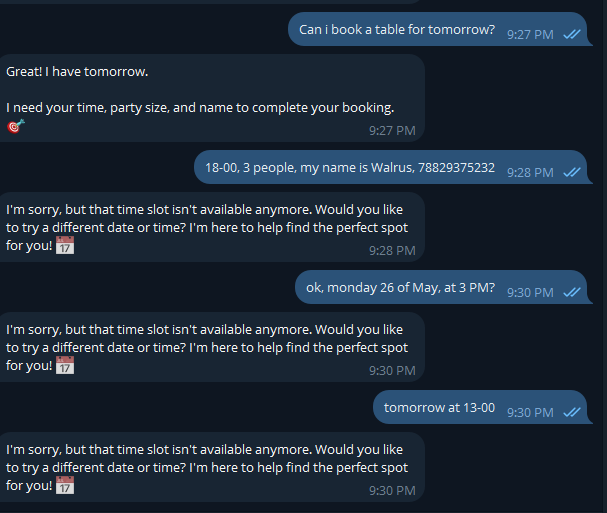 Can i book a table for tomorrow? 9:27 PM
Great! I have tomorrow.
I need your time, party size, and name to complete your booking.
🎯 9:27 PM
18-00, 3 people, my name is Walrus, 78829375232 9:28 PM
I'm sorry, but that time slot isn't available anymore. Would you like
to try a different date or time? I'm here to help find the perfect spot
for you! 📅 9:28 PM
ok, monday 26 of May, at 3 PM? 9:30 PM
I'm sorry, but that time slot isn't available anymore. Would you like
to try a different date or time? I'm here to help find the perfect spot
for you! 📅 9:30 PM
tomorrow at 13-00 9:30 PM
I'm sorry, but that time slot isn't available anymore. Would you like
to try a different date or time? I'm here to help find the perfect spot
for you! 📅 9:30 PM